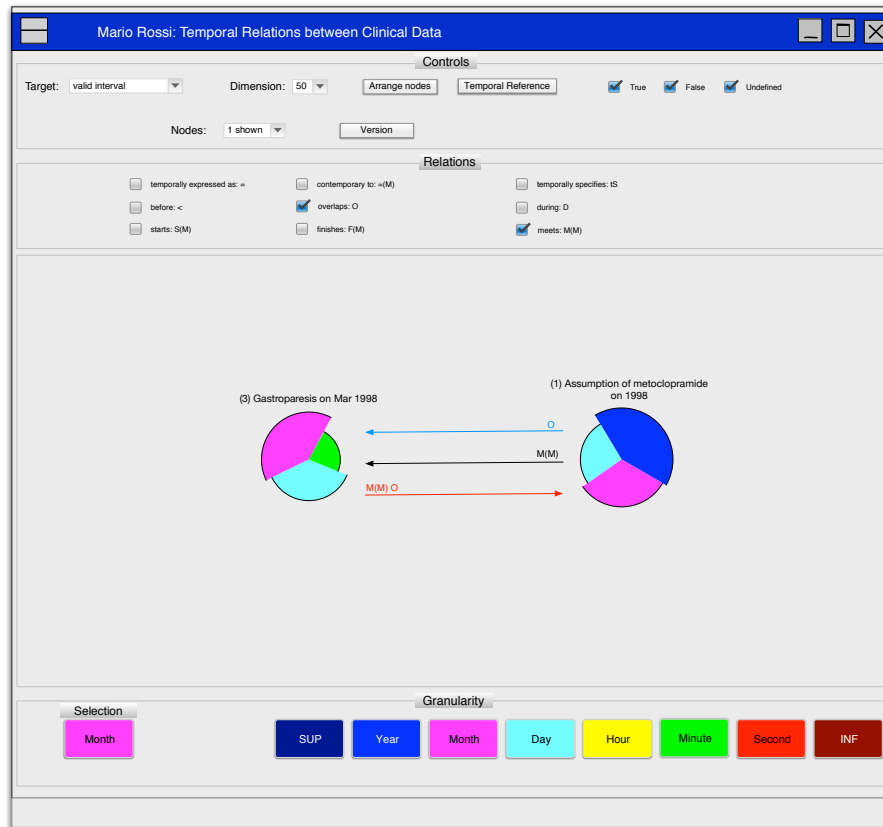 Mario Rossi: Temporal Relations between Clinical Data
Controls
Target: valid interval Dimension: 50 Arrange nodes Temporal Reference True False Undefined
Nodes: 1 shown Version
Relations
temporally expressed as: = contemporary to: =(M) temporally specifies: tS
before: < overlaps: O during: D
starts: S(M) finishes: F(M) meets: M(M)
(1) Assumption of metoclopramide
on 1998
(3) Gastroparesis on Mar 1998
O
M(M)
M(M) O
Granularity
Selection
Month SUP Year Month Day Hour Minute Second INF